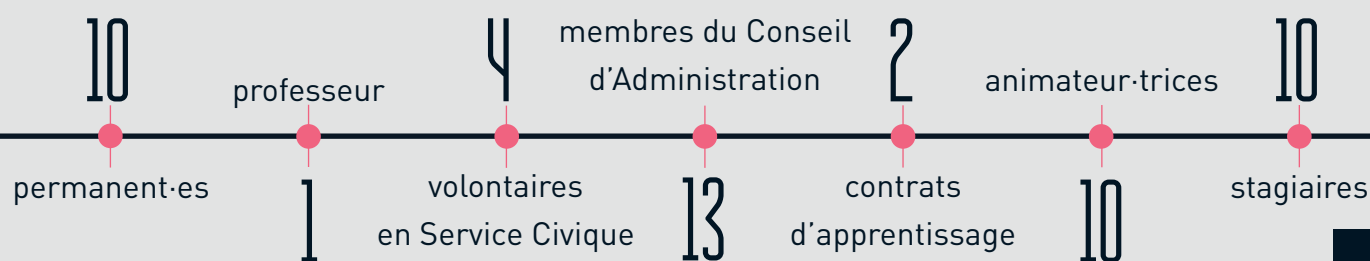 10
permanent·es
professeur
1
4
volontaires
en Service Civique
membres du Conseil
d'Administration
13
2
contrats
d'apprentissage
animateur·trices
10
10
stagiaires